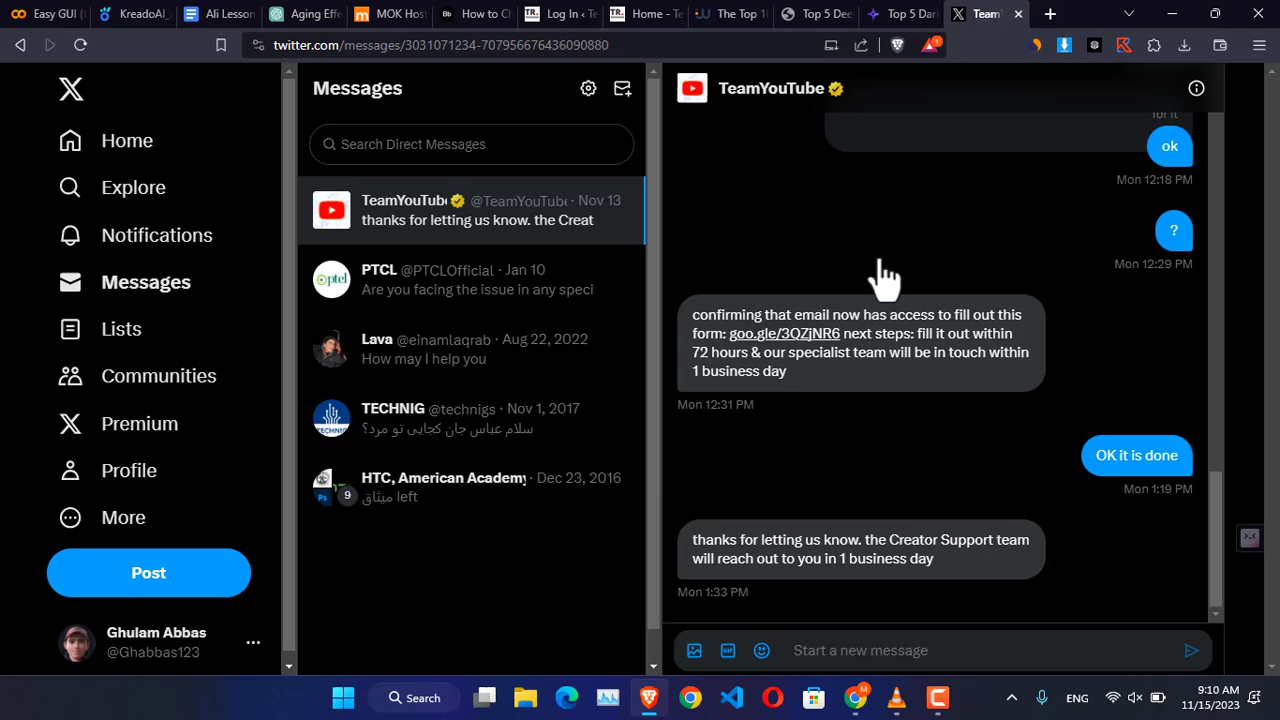 Easy GUI (
KreadoAI_
Ali Lesson
Aging Effe
MOK Hos
How to C
Log In ‹ Te
Home - Te
The Top 1
Top 5 Dee
Top 5 Dar
Team
twitter.com/messages/3031071234-707956676436090880
1
Home
Explore
Notifications
Messages
Lists
Communities
Premium
Profile
More
Post
Ghulam Abbas
@Ghabbas123
Messages
Search Direct Messages
TeamYouTube @TeamYouTube · Nov 13
thanks for letting us know. the Creat
PTCL @PTCLOfficial · Jan 10
Are you facing the issue in any speci
Lava @einamlaqrab · Aug 22, 2022
How may I help you
TECHNIG @technigs · Nov 1, 2017
سلام عباس جان کجایی تو مرد؟
HTC, American Academy · Dec 23, 2016
9
میثاق left
TeamYouTube
for it
ok
Mon 12:18 PM
?
Mon 12:29 PM
confirming that email now has access to fill out this
form: goo.gle/3QZjNR6 next steps: fill it out within
72 hours & our specialist team will be in touch within
1 business day
Mon 12:31 PM
OK it is done
Mon 1:19 PM
thanks for letting us know. the Creator Support team
will reach out to you in 1 business day
Mon 1:33 PM
GIF
Start a new message
Search
ENG
9:10 AM
11/15/2023